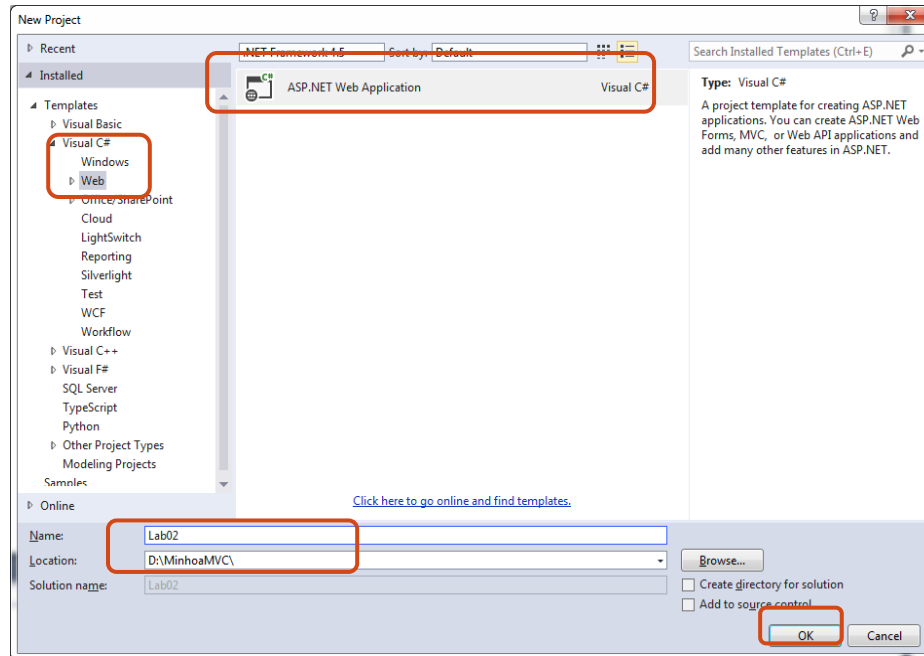 New Project
Recent
.NET Framework 4.5 Sort by: Default
Search Installed Templates (Ctrl+E)
Installed
ASP.NET Web Application Visual C#
Type: Visual C#
A project template for creating ASP.NET
applications. You can create ASP.NET Web
Forms, MVC, or Web API applications and
add many other features in ASP.NET.
Templates
Visual Basic
Visual C#
Windows
Web
Office/SharePoint
Cloud
LightSwitch
Reporting
Silverlight
Test
WCF
Workflow
Visual C++
Visual F#
SQL Server
TypeScript
Python
Other Project Types
Modeling Projects
Samples
Online
Click here to go online and find templates.
Name: Lab02
Location: D:\MinhoaMVC\ Browse...
Solution name: Lab02 Create directory for solution
Add to source control
OK Cancel